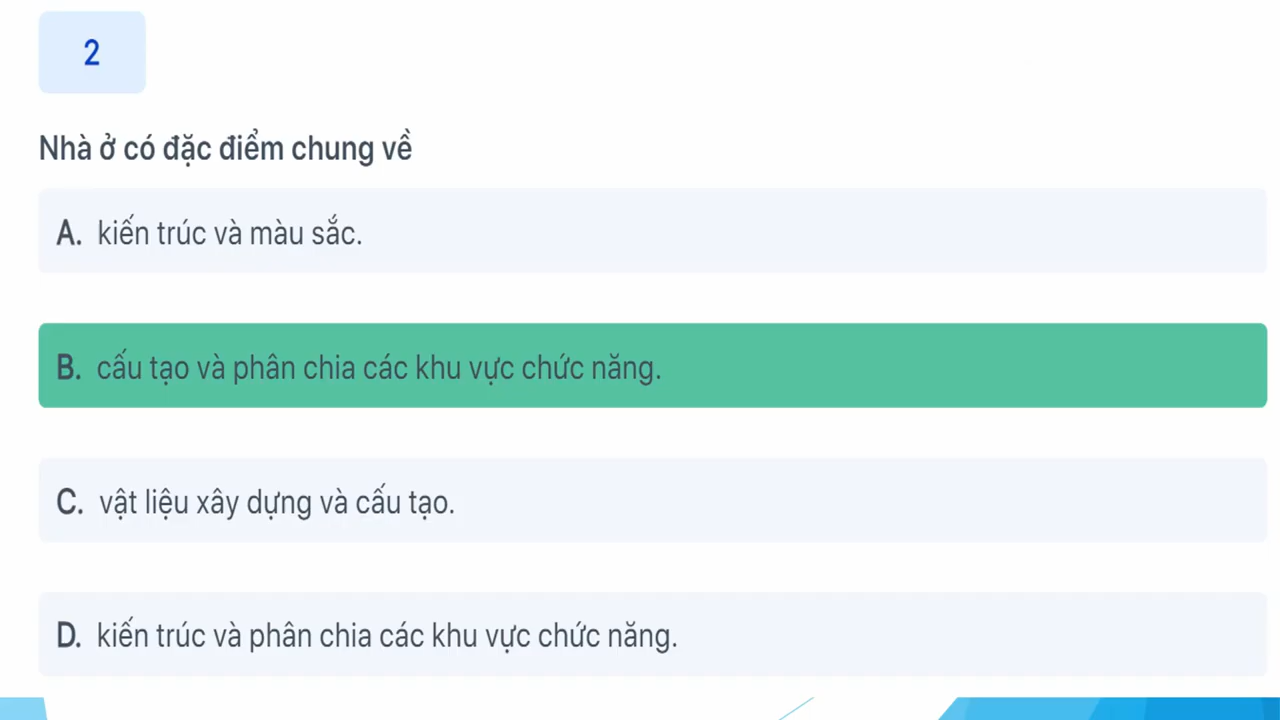 2
Nhà ở có đặc điểm chung về
A. kiến trúc và màu sắc.
B. cấu tạo và phân chia các khu vực chức năng.
C. vật liệu xây dựng và cấu tạo.
D. kiến trúc và phân chia các khu vực chức năng.